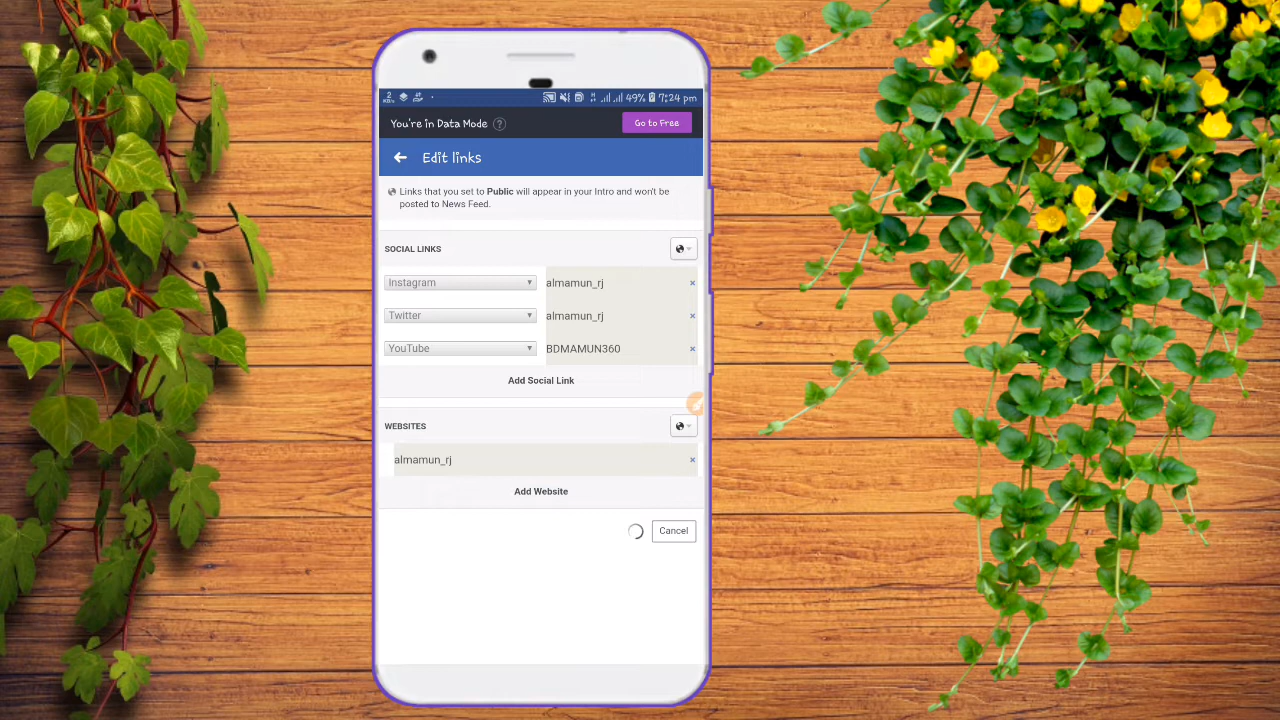 2
KB/s
49% 7:24 pm
You're in Data Mode ?
Go to Free
Edit links
Links that you set to Public will appear in your Intro and won't be
posted to News Feed.
SOCIAL LINKS
Instagram almamun_rj ×
Twitter almamun_rj ×
YouTube BDMAMUN360 ×
Add Social Link
WEBSITES
almamun_rj ×
Add Website
Cancel